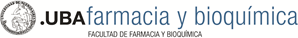 .UBAfarmacia y bioquímica
FACULTAD DE FARMACIA Y BIOQUÍMICA